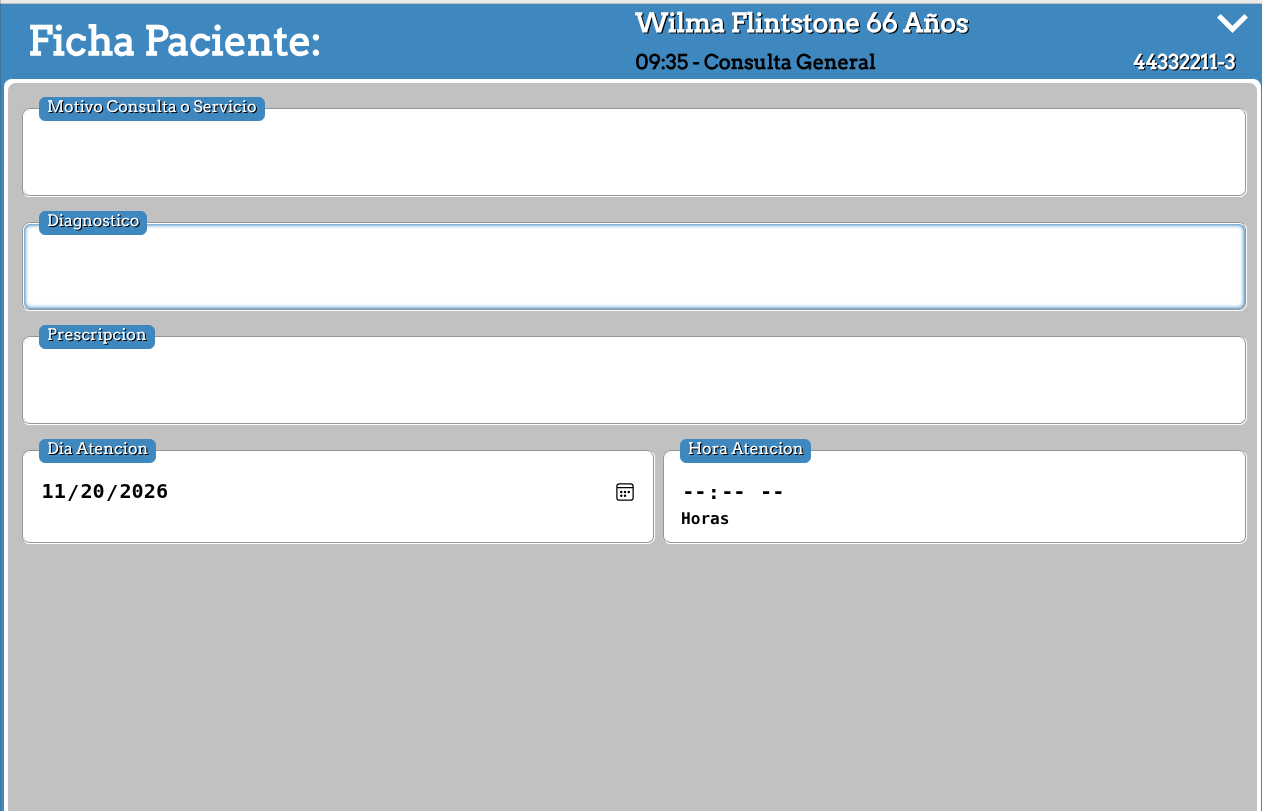 Ficha Paciente:
Wilma Flintstone 66 Años
09:35 - Consulta General
44332211-3
Motivo Consulta o Servicio
Diagnostico
Prescripcion
Dia Atencion
11/20/2026
Hora Atencion
--:-- --
Horas